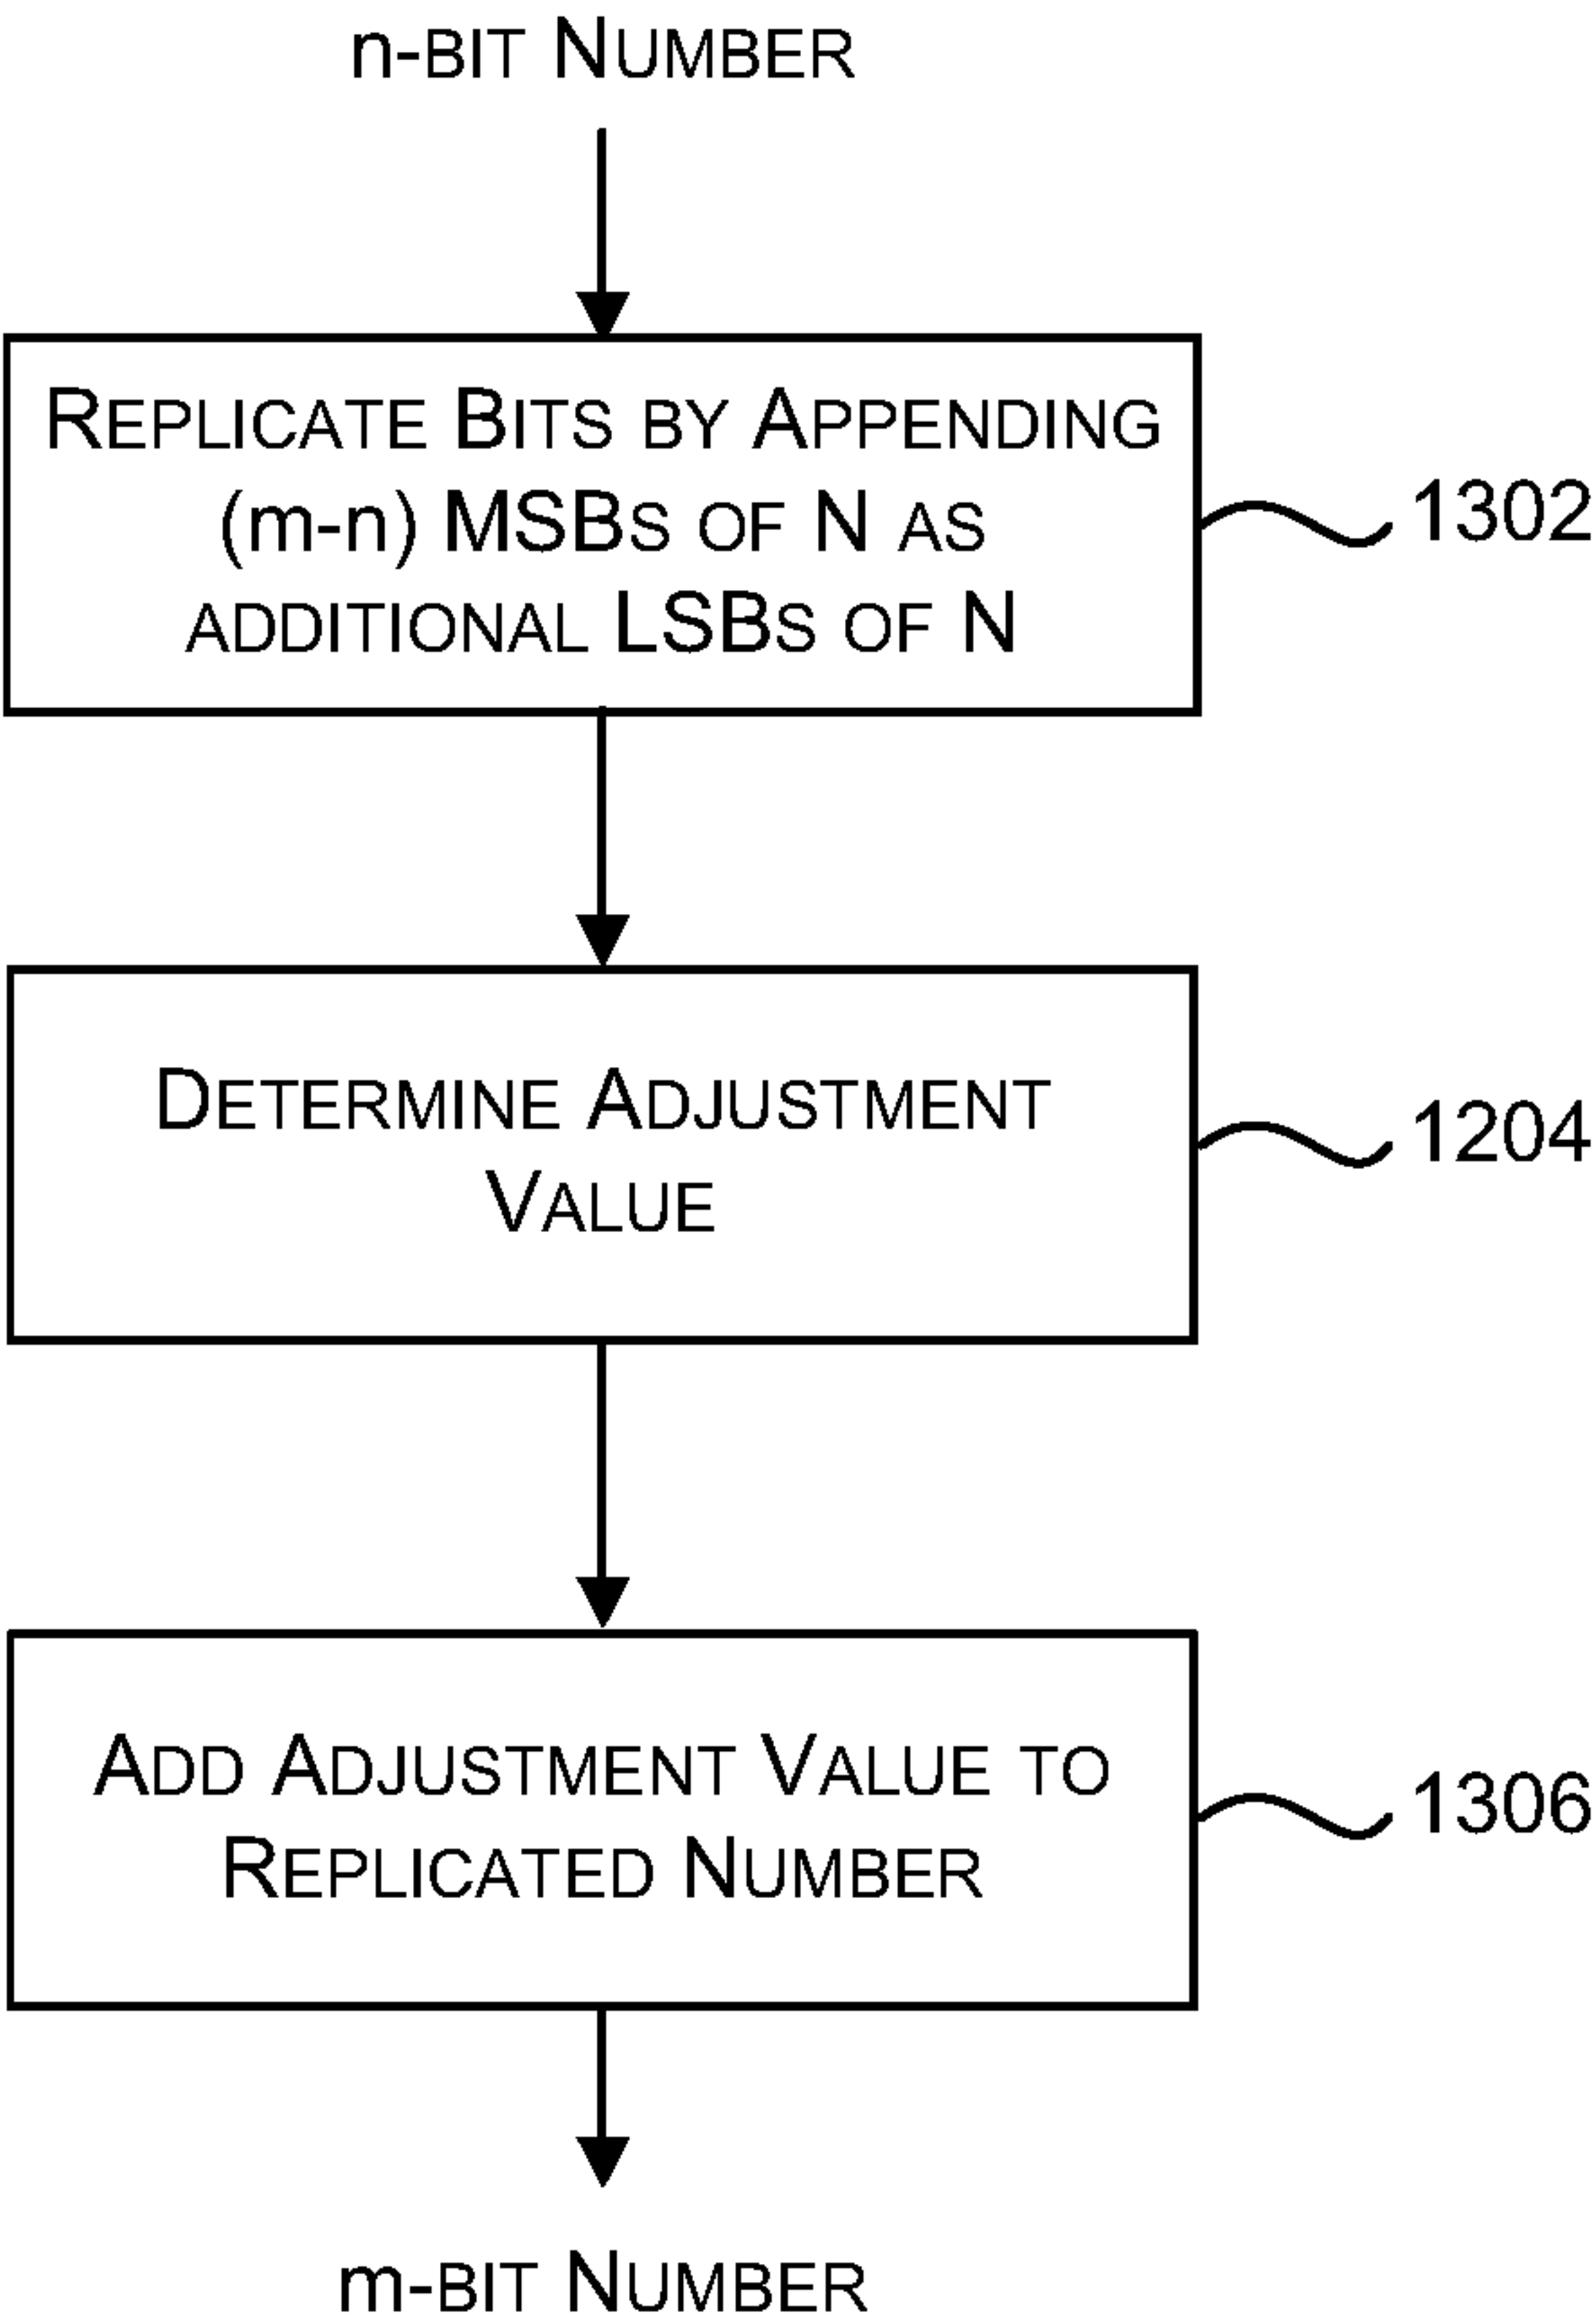 n-BIT NUMBER
REPLICATE BITS BY APPENDING
(m-n) MSBS OF N AS
ADDITIONAL LSBS OF N
1302
DETERMINE ADJUSTMENT
VALUE
1204
ADD ADJUSTMENT VALUE TO
REPLICATED NUMBER
1306
m-BIT NUMBER